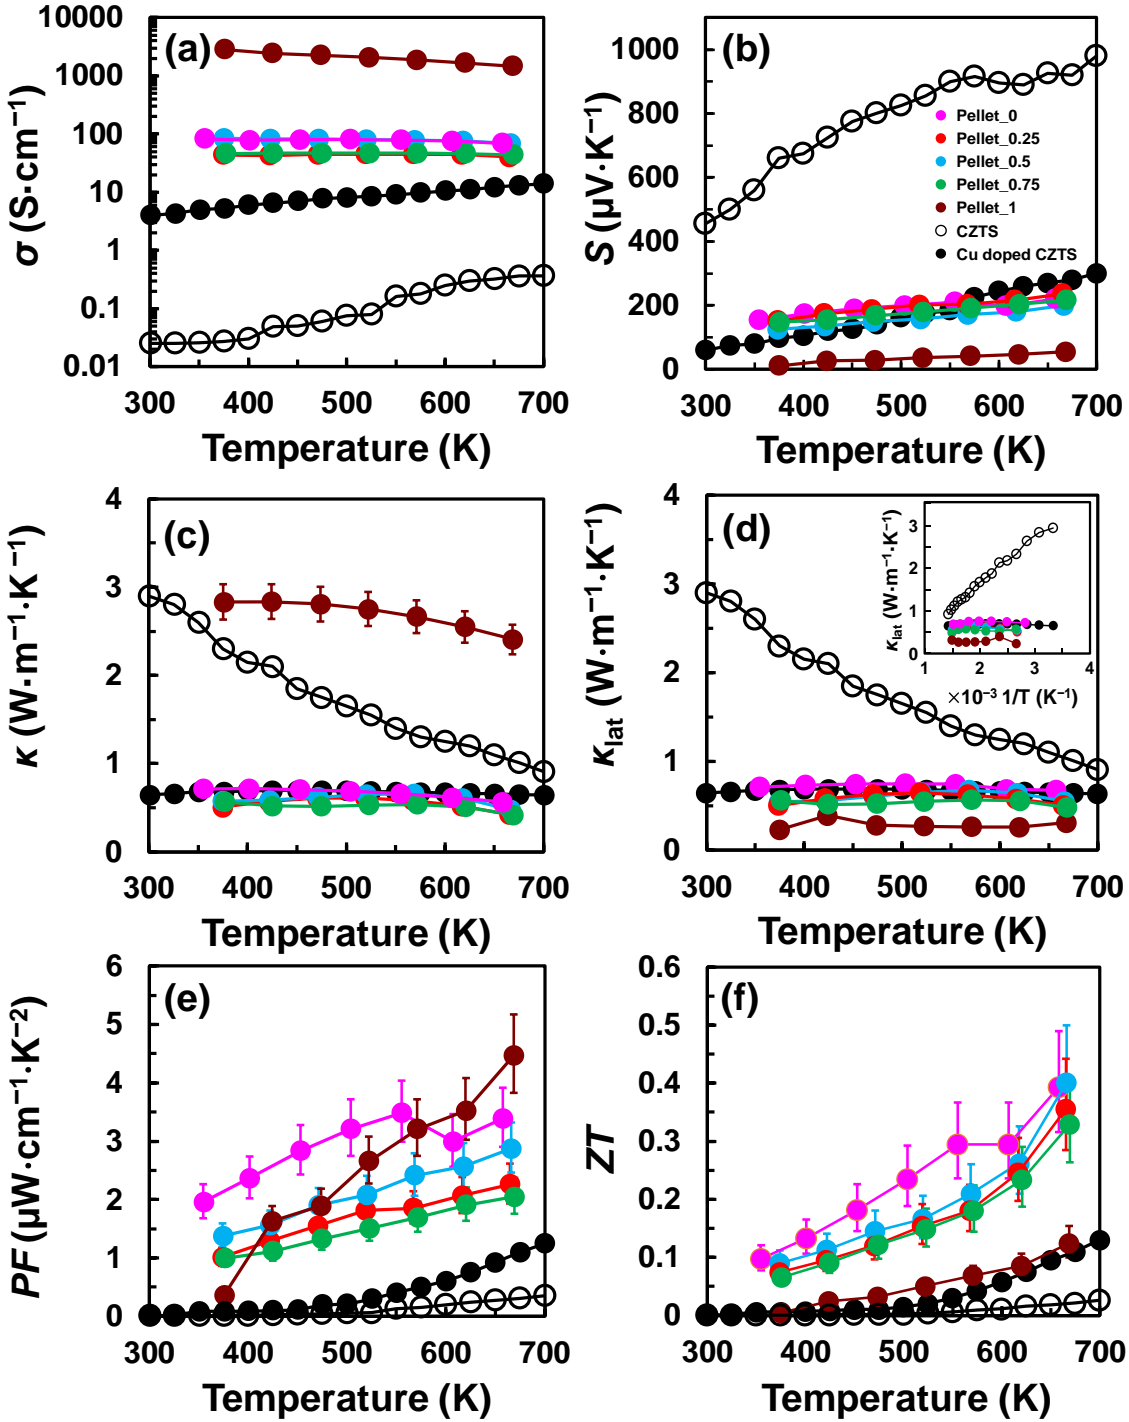 (a)
10000
1000
100
10
1
0.1
0.01
σ (S·cm⁻¹)
300 400 500 600 700
Temperature (K)
(b)
1000
800
600
400
200
0
S (μV·K⁻¹)
Pellet_0
Pellet_0.25
Pellet_0.5
Pellet_0.75
Pellet_1
CZTS
Cu doped CZTS
300 400 500 600 700
Temperature (K)
(c)
4
3
2
1
0
κ (W·m⁻¹·K⁻¹)
300 400 500 600 700
Temperature (K)
(d)
4
3
2
1
0
κlat (W·m⁻¹·K⁻¹)
3
2
1
0
κlat (W·m⁻¹·K⁻¹)
1 2 3 4
×10⁻³ 1/T (K⁻¹)
300 400 500 600 700
Temperature (K)
(e)
6
5
4
3
2
1
0
PF (μW·cm⁻¹·K⁻²)
300 400 500 600 700
Temperature (K)
(f)
0.6
0.5
0.4
0.3
0.2
0.1
0
ZT
300 400 500 600 700
Temperature (K)